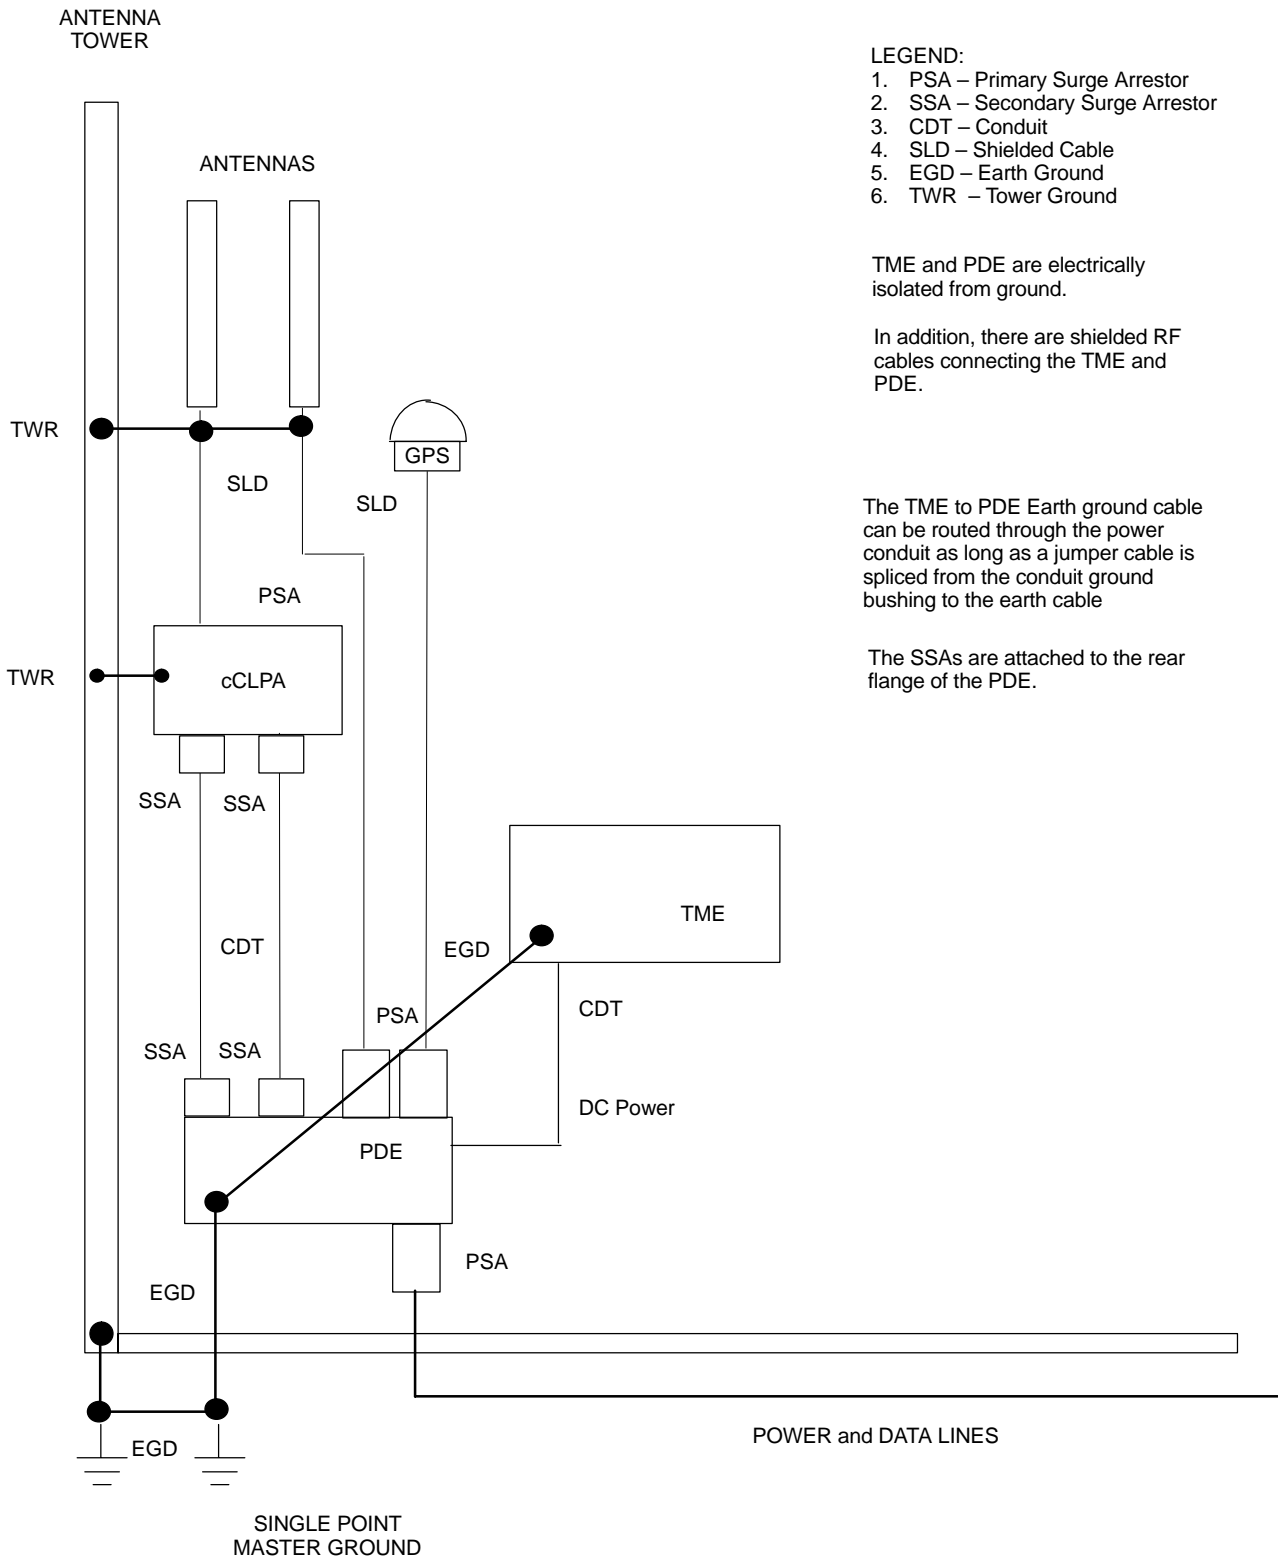 ANTENNA
TOWER
LEGEND:
1. PSA – Primary Surge Arrestor
2. SSA – Secondary Surge Arrestor
3. CDT – Conduit
4. SLD – Shielded Cable
5. EGD – Earth Ground
6. TWR – Tower Ground
ANTENNAS
TME and PDE are electrically
isolated from ground.
In addition, there are shielded RF
cables connecting the TME and
PDE.
TWR
GPS
SLD
SLD
The TME to PDE Earth ground cable
can be routed through the power
conduit as long as a jumper cable is
spliced from the conduit ground
bushing to the earth cable
PSA
The SSAs are attached to the rear
flange of the PDE.
TWR
cCLPA
SSA
SSA
TME
CDT
EGD
CDT
PSA
SSA
SSA
DC Power
PDE
PSA
EGD
POWER and DATA LINES
EGD
SINGLE POINT
MASTER GROUND